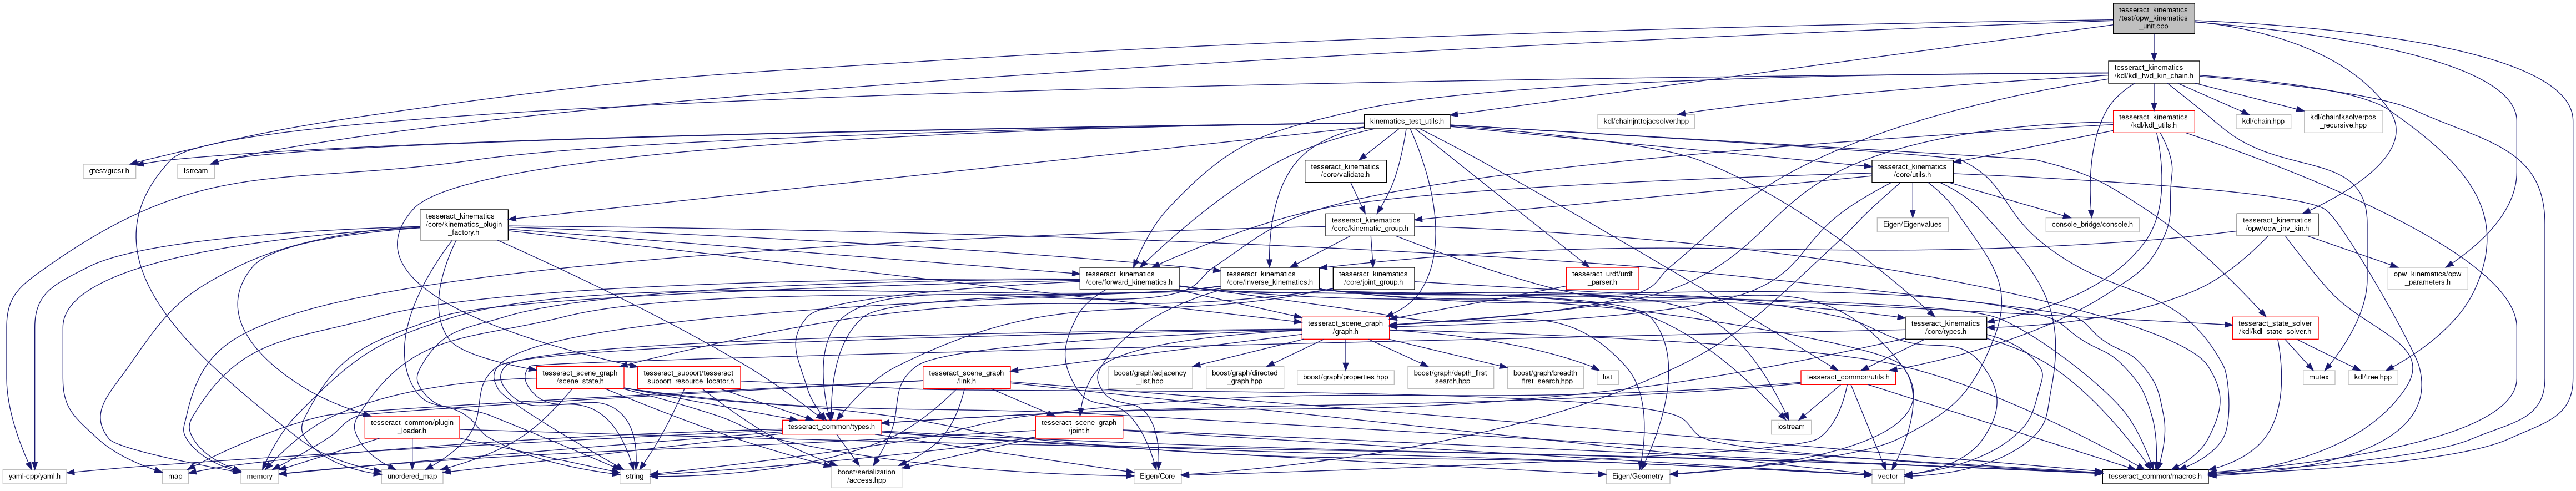 tesseract_kinematics
/test/opw_kinematics
_unit.cpp
tesseract_kinematics
/kdl/kdl_fwd_kin_chain.h
kinematics_test_utils.h
kdl/chainjnttojacsolver.hpp
tesseract_kinematics
/kdl/kdl_utils.h
kdl/chain.hpp
kdl/chainfksolverpos
_recursive.hpp
gtest/gtest.h
fstream
tesseract_kinematics
/core/validate.h
tesseract_kinematics
/core/utils.h
tesseract_kinematics
/core/kinematics_plugin
_factory.h
tesseract_kinematics
/core/kinematic_group.h
Eigen/Eigenvalues
console_bridge/console.h
tesseract_kinematics
/opw/opw_inv_kin.h
tesseract_kinematics
/core/forward_kinematics.h
tesseract_kinematics
/core/inverse_kinematics.h
tesseract_kinematics
/core/joint_group.h
tesseract_urdf/urdf
_parser.h
opw_kinematics/opw
_parameters.h
tesseract_scene_graph
/graph.h
tesseract_kinematics
/core/types.h
tesseract_state_solver
/kdl/kdl_state_solver.h
tesseract_scene_graph
/scene_state.h
tesseract_support/tesseract
_support_resource_locator.h
tesseract_scene_graph
/link.h
boost/graph/adjacency
_list.hpp
boost/graph/directed
_graph.hpp
boost/graph/properties.hpp
boost/graph/depth_first
_search.hpp
boost/graph/breadth
_first_search.hpp
list
tesseract_common/utils.h
mutex
kdl/tree.hpp
tesseract_common/plugin
_loader.h
tesseract_common/types.h
tesseract_scene_graph
/joint.h
iostream
yaml-cpp/yaml.h
map
memory
unordered_map
string
boost/serialization
/access.hpp
Eigen/Core
Eigen/Geometry
vector
tesseract_common/macros.h